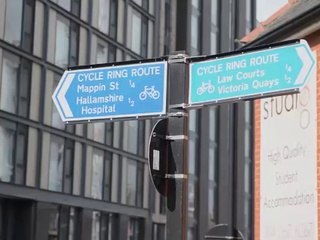 CYCLE RING ROUTE
Mappin St 1/4
Hallamshire
Hospital 1/2
CYCLE RING ROUTE
Law Courts 1/4
Victoria Quays 1/2
studi
High Quality
Student
Accommodation